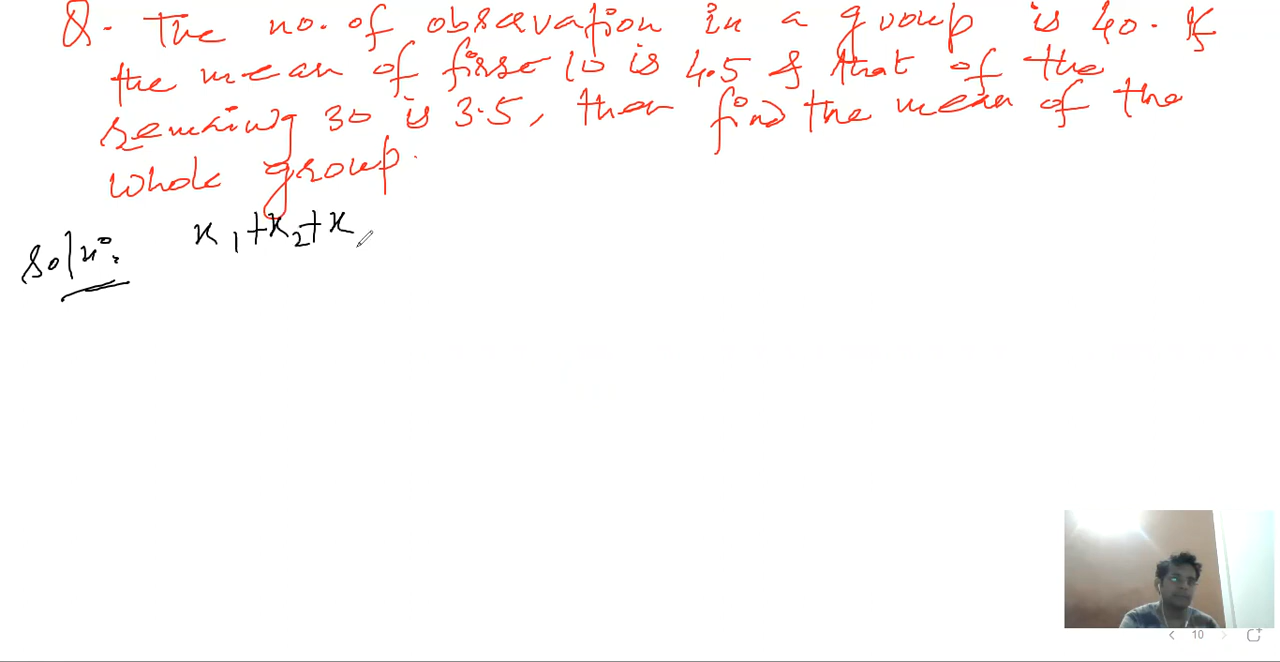 Q. The no. of observation in a group is 40. If
the mean of first 10 is 4.5 & that of the
remaining 30 is 3.5, then find the mean of the
whole group.
Soln: x₁+x₂+x
10